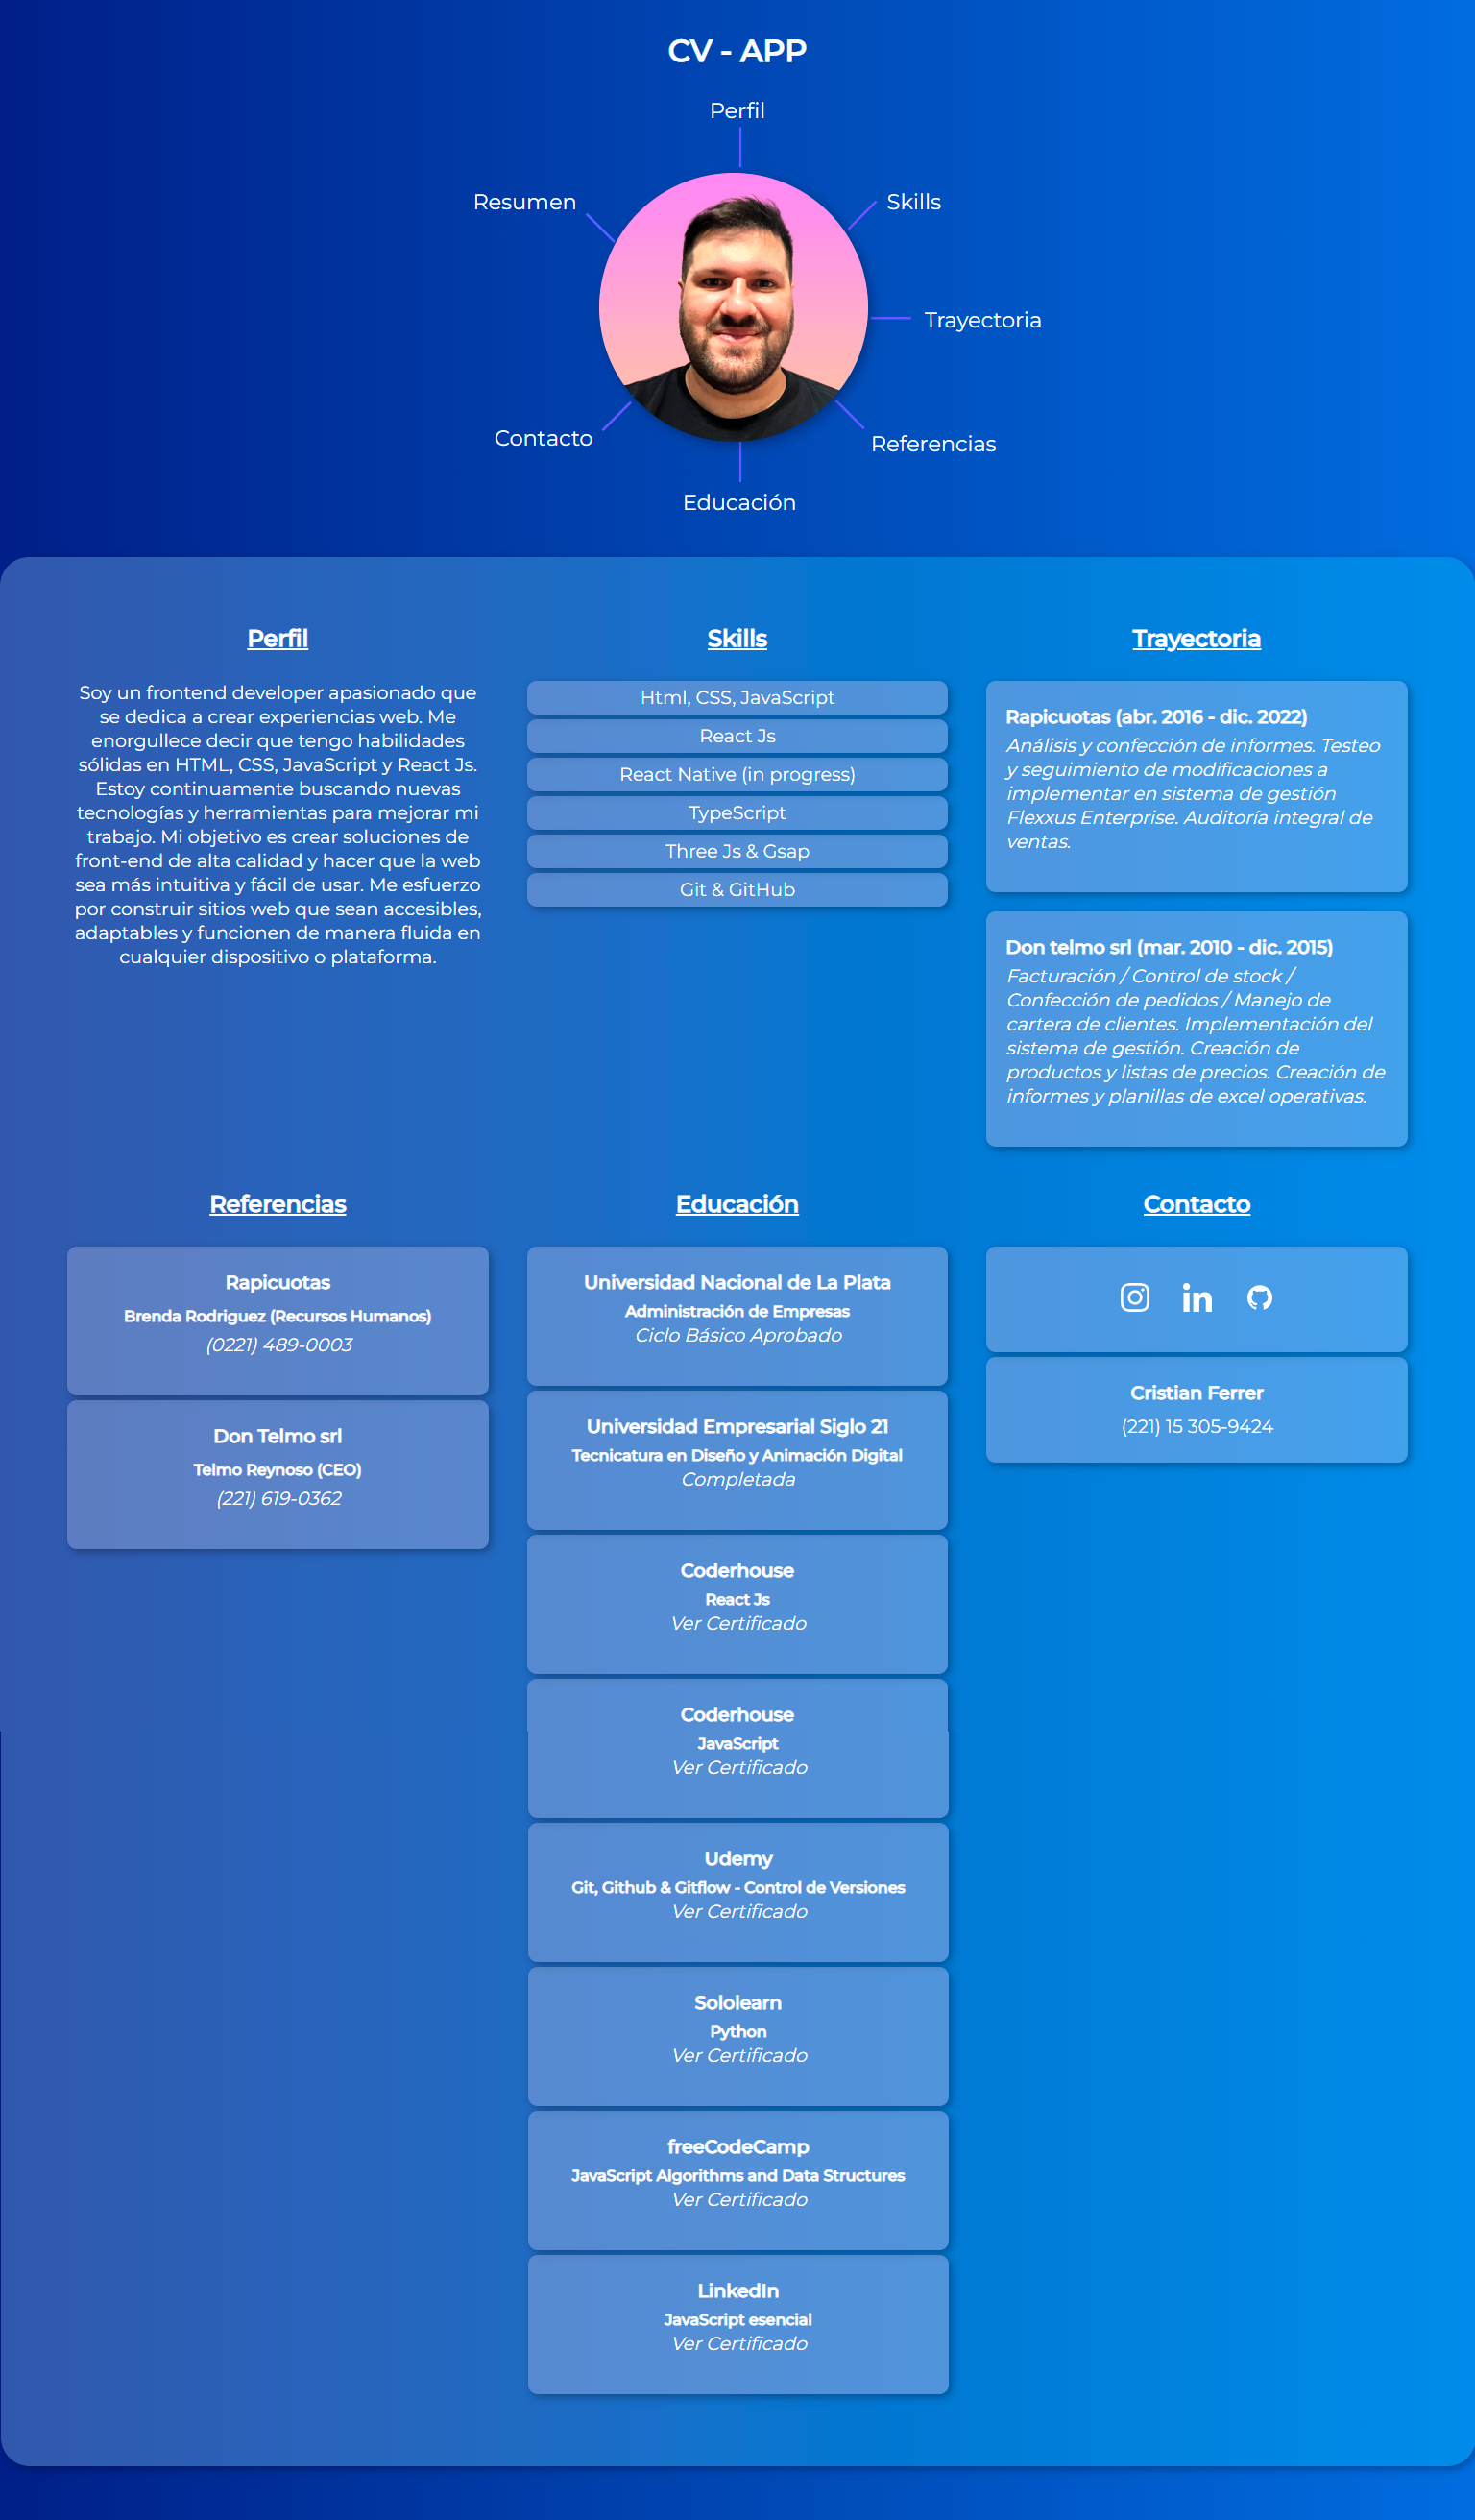 CV - APP
Perfil
Resumen
Skills
Trayectoria
Contacto
Referencias
Educación
Perfil
Soy un frontend developer apasionado que
se dedica a crear experiencias web. Me
enorgullece decir que tengo habilidades
sólidas en HTML, CSS, JavaScript y React Js.
Estoy continuamente buscando nuevas
tecnologías y herramientas para mejorar mi
trabajo. Mi objetivo es crear soluciones de
front-end de alta calidad y hacer que la web
sea más intuitiva y fácil de usar. Me esfuerzo
por construir sitios web que sean accesibles,
adaptables y funcionen de manera fluida en
cualquier dispositivo o plataforma.
Skills
Html, CSS, JavaScript
React Js
React Native (in progress)
TypeScript
Three Js & Gsap
Git & GitHub
Trayectoria
Rapicuotas (abr. 2016 - dic. 2022)
Análisis y confección de informes. Testeo
y seguimiento de modificaciones a
implementar en sistema de gestión
Flexxus Enterprise. Auditoría integral de
ventas.
Don telmo srl (mar. 2010 - dic. 2015)
Facturación / Control de stock /
Confección de pedidos / Manejo de
cartera de clientes. Implementación del
sistema de gestión. Creación de
productos y listas de precios. Creación de
informes y planillas de excel operativas.
Referencias
Rapicuotas
Brenda Rodriguez (Recursos Humanos)
(0221) 489-0003
Don Telmo srl
Telmo Reynoso (CEO)
(221) 619-0362
Educación
Universidad Nacional de La Plata
Administración de Empresas
Ciclo Básico Aprobado
Universidad Empresarial Siglo 21
Tecnicatura en Diseño y Animación Digital
Completada
Coderhouse
React Js
Ver Certificado
Coderhouse
JavaScript
Ver Certificado
Udemy
Git, Github & Gitflow - Control de Versiones
Ver Certificado
Sololearn
Python
Ver Certificado
freeCodeCamp
JavaScript Algorithms and Data Structures
Ver Certificado
LinkedIn
JavaScript esencial
Ver Certificado
Contacto
in
Cristian Ferrer
(221) 15 305-9424